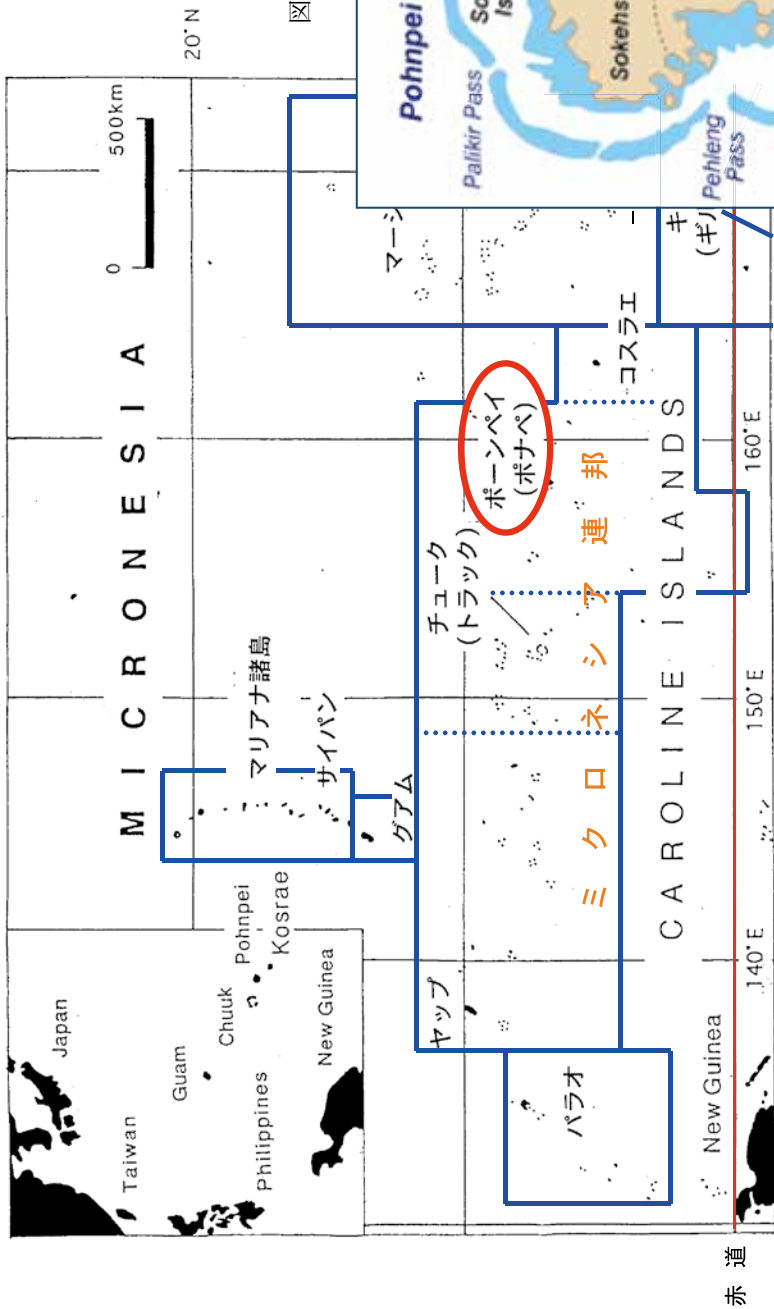 MICRONESIA
0 500km
20°N
図
Japan
Taiwan
Guam
Philippines
Chuuk
Pohnpei
Kosrae
New Guinea
マリアナ諸島
サイパン
グアム
ヤップ
パラオ
チューク
(トラック)
ポーンペイ
(ポナペ)
コスラエ
マーシ
キ
(ギル
ミクロネシア連邦
CAROLINE ISLANDS
New Guinea
140°E
150°E
160°E
赤道
Pohnpei
Palikir Pass
So
Is
Sokehs
Pehleng
Pass